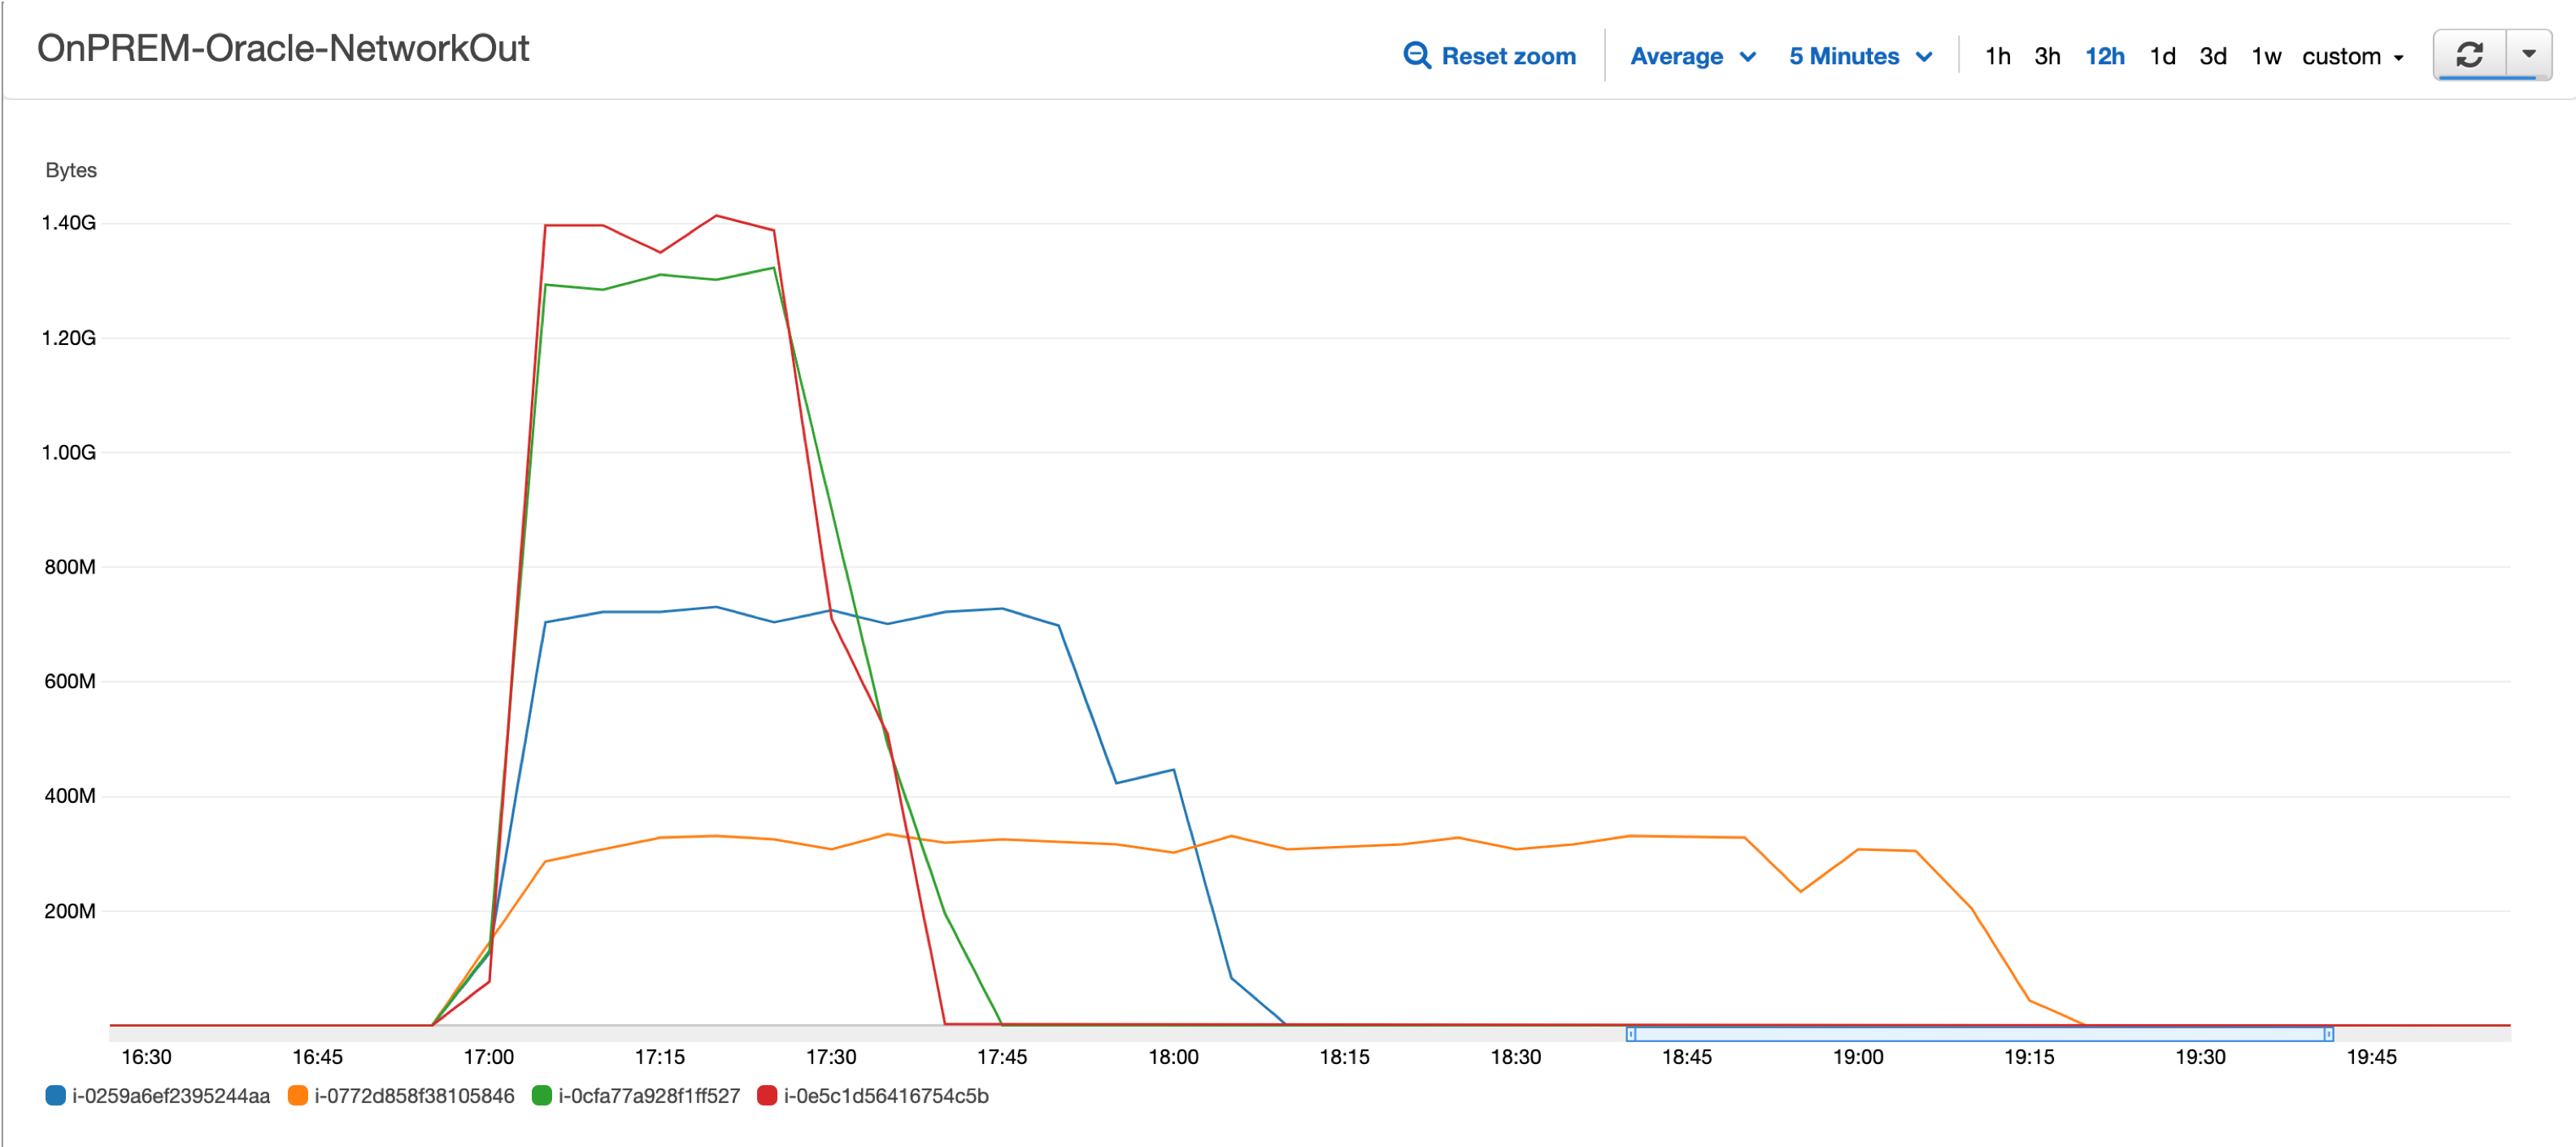 OnPREM-Oracle-NetworkOut
Reset zoom Average 5 Minutes 1h 3h 12h 1d 3d 1w custom
Bytes
1.40G
1.20G
1.00G
800M
600M
400M
200M
16:30 16:45 17:00 17:15 17:30 17:45 18:00 18:15 18:30 18:45 19:00 19:15 19:30 19:45
i-0259a6ef2395244aa i-0772d858f38105846 i-0cfa77a928f1ff527 i-0e5c1d56416754c5b